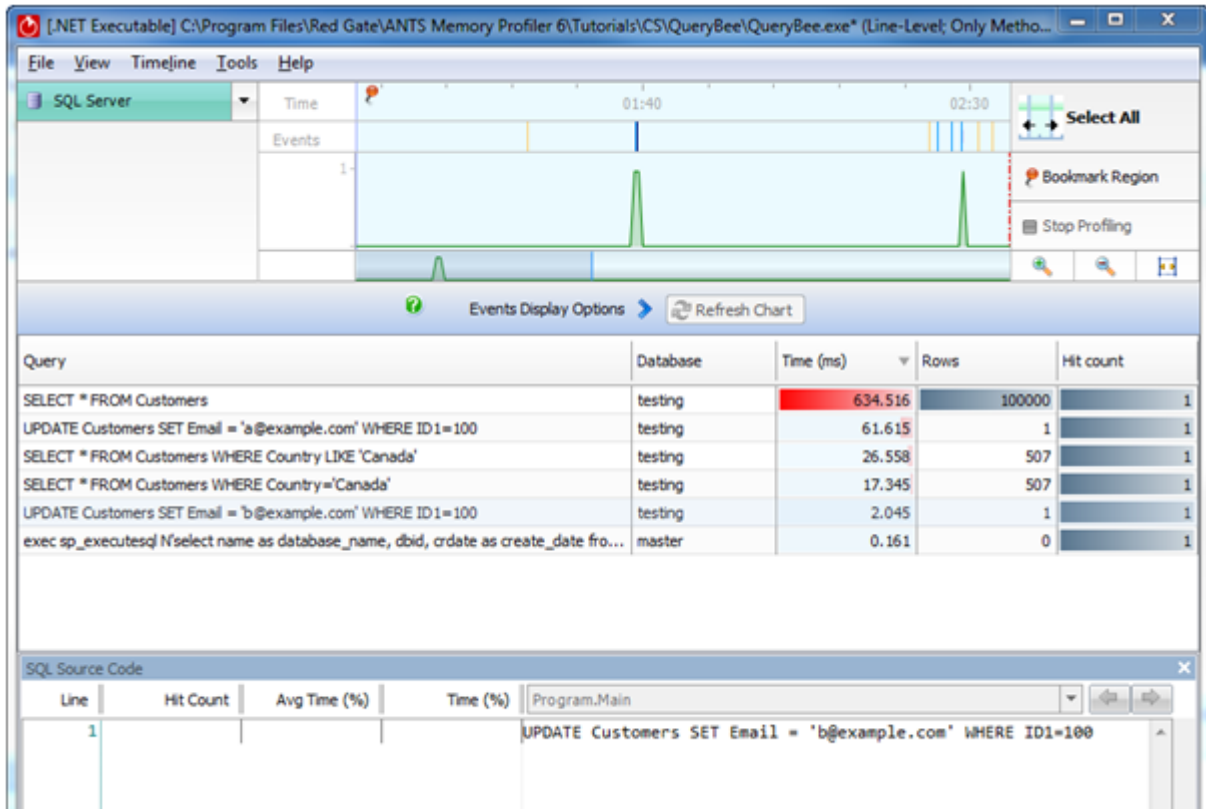 [.NET Executable] C:\Program Files\Red Gate\ANTS Memory Profiler 6\Tutorials\CS\QueryBee\QueryBee.exe* (Line-Level; Only Metho...
File View Timeline Tools Help
SQL Server
Time
01:40
02:30
Select All
Events
1
Bookmark Region
Stop Profiling
Events Display Options
Refresh Chart
Query Database Time (ms) Rows Hit count
SELECT * FROM Customers testing 634.516 100000 1
UPDATE Customers SET Email = 'a@example.com' WHERE ID1=100 testing 61.615 1 1
SELECT * FROM Customers WHERE Country LIKE 'Canada' testing 26.558 507 1
SELECT * FROM Customers WHERE Country='Canada' testing 17.345 507 1
UPDATE Customers SET Email = 'b@example.com' WHERE ID1=100 testing 2.045 1 1
exec sp_executesql N'select name as database_name, dbid, crdate as create_date fro... master 0.161 0 1
SQL Source Code
Line Hit Count Avg Time (%) Time (%) Program.Main
1 UPDATE Customers SET Email = 'b@example.com' WHERE ID1=100